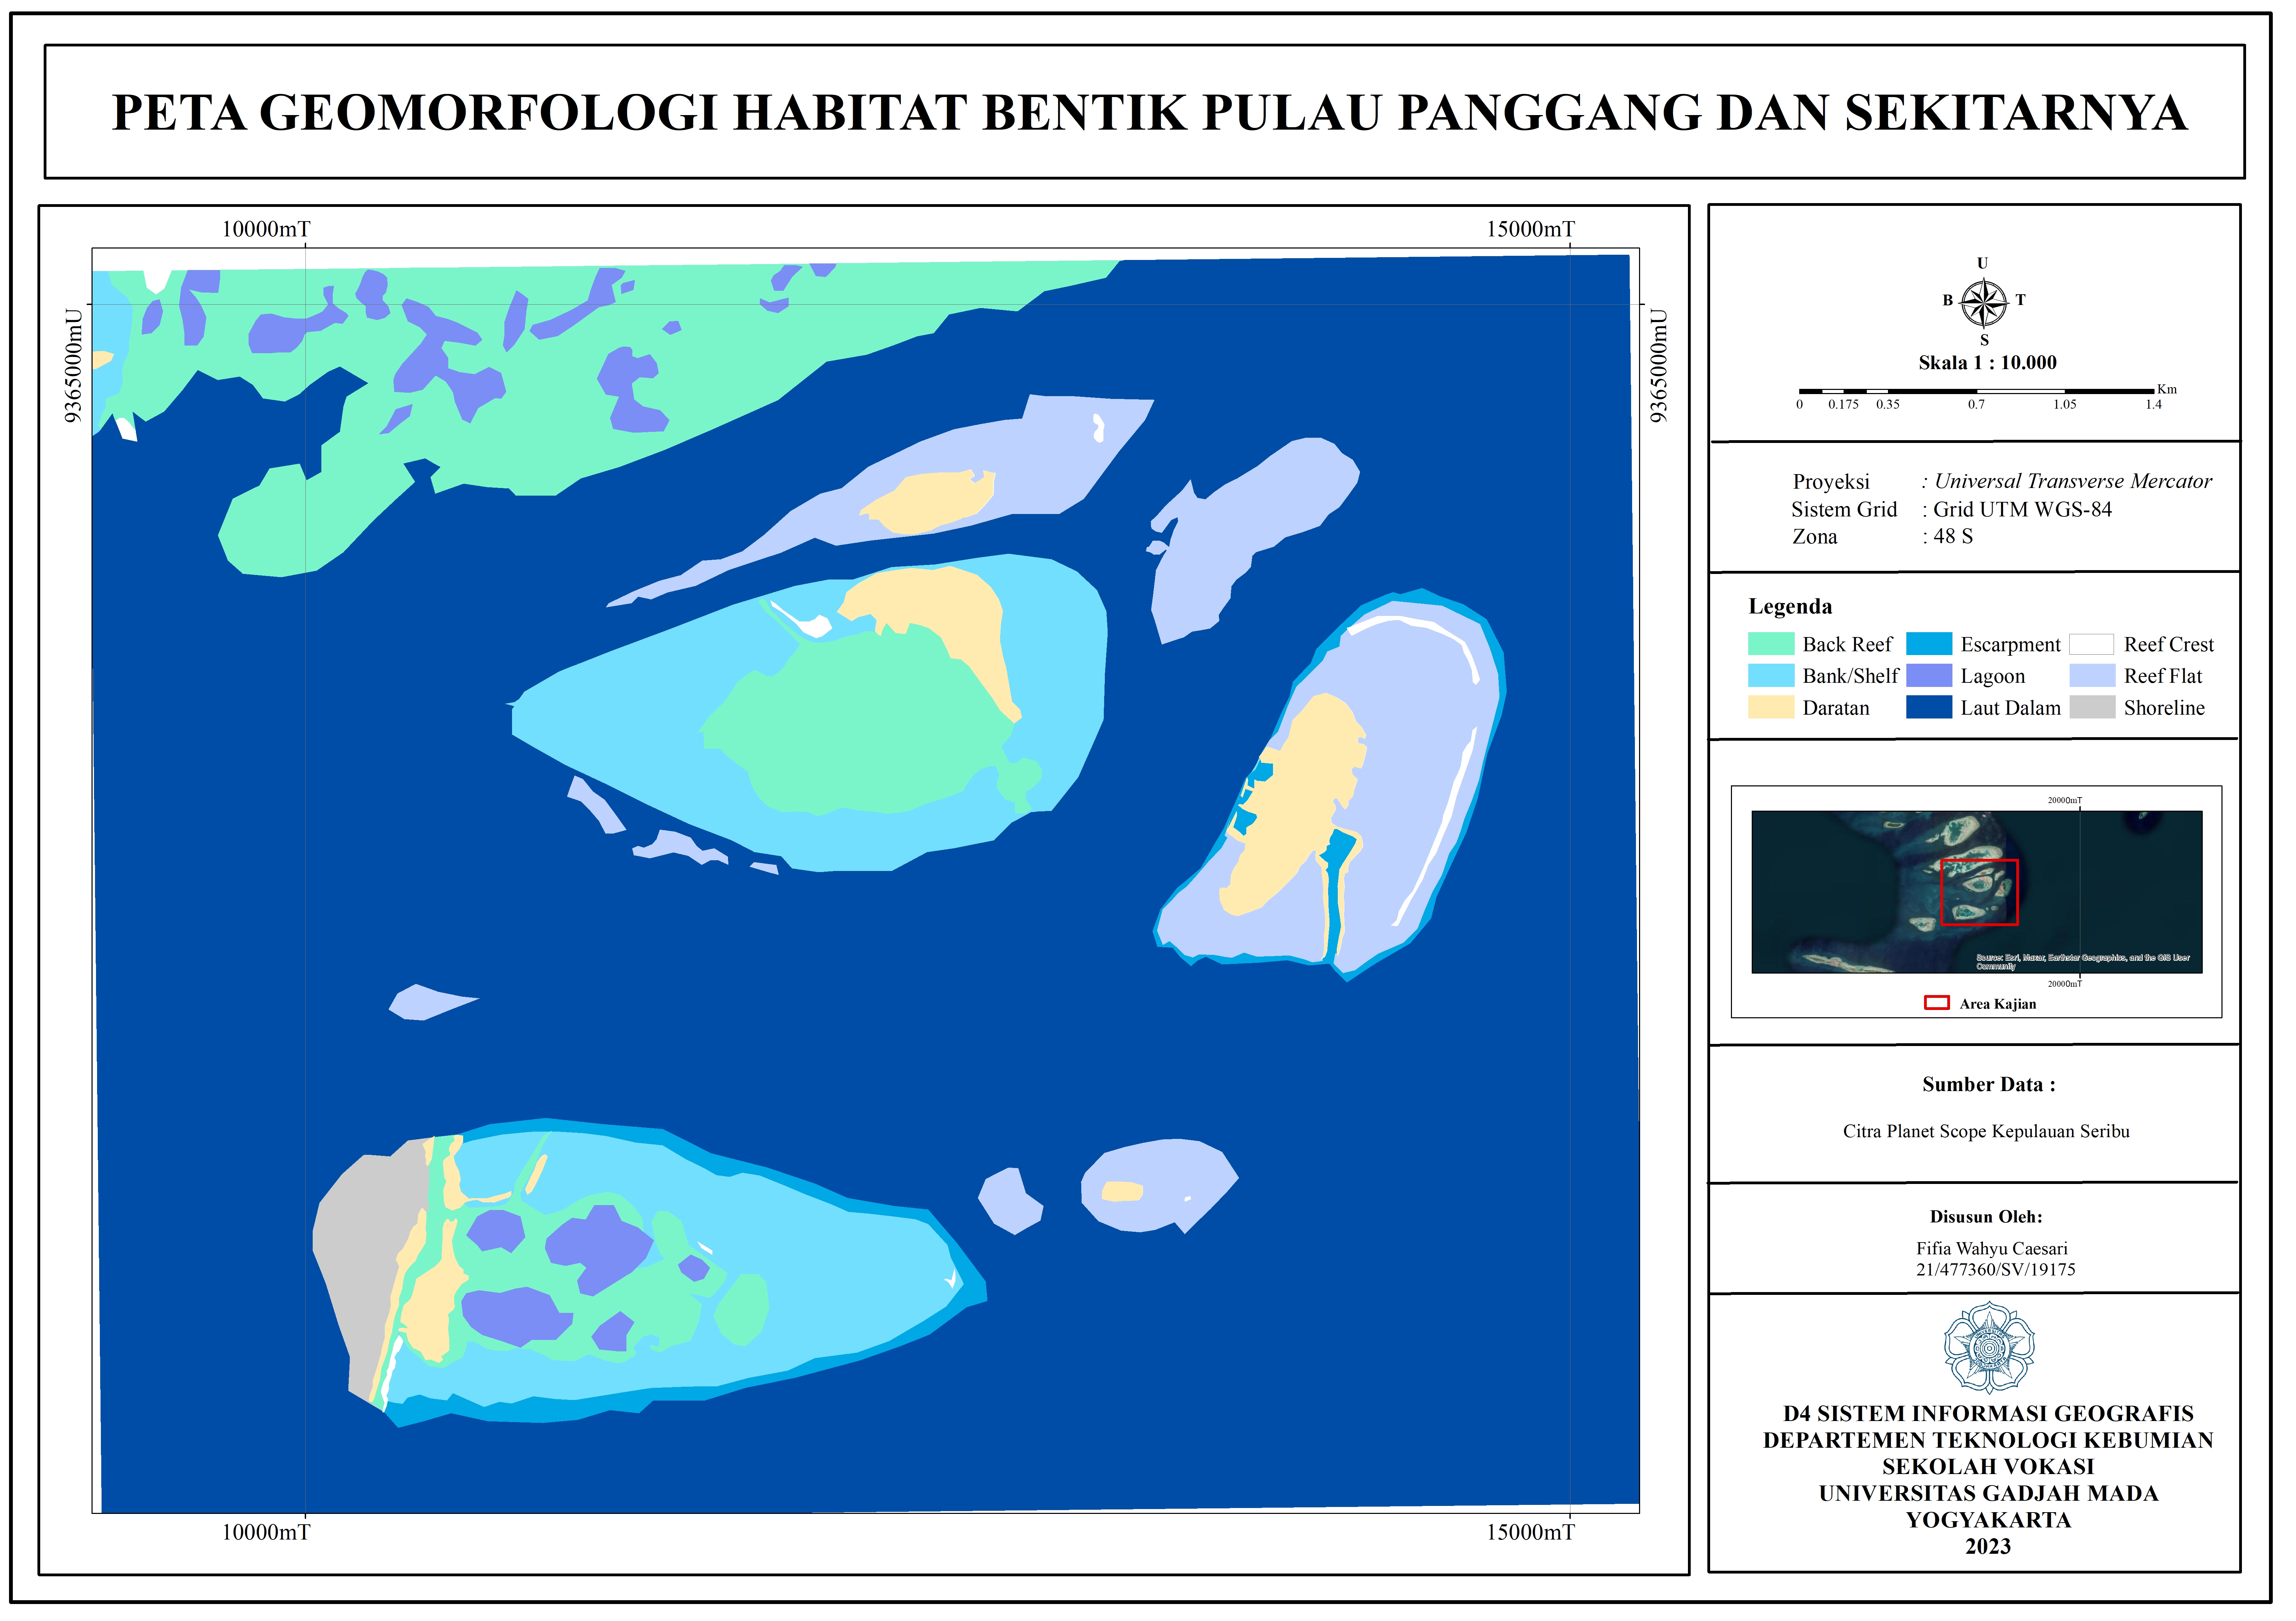 PETA GEOMORFOLOGI HABITAT BENTIK PULAU PANGGANG DAN SEKITARNYA
10000mT
15000mT
9365000mU
9365000mU
10000mT
15000mT
U
B
T
S
Skala 1 : 10.000
Km
0 0.175 0.35 0.7 1.05 1.4
Proyeksi : Universal Transverse Mercator
Sistem Grid : Grid UTM WGS-84
Zona : 48 S
Legenda
Back Reef
Escarpment
Reef Crest
Bank/Shelf
Lagoon
Reef Flat
Daratan
Laut Dalam
Shoreline
20000mT
Source: Esri, Maxar, Earthstar Geographics, and the GIS User
Community
20000mT
Area Kajian
Sumber Data :
Citra Planet Scope Kepulauan Seribu
Disusun Oleh:
Fifia Wahyu Caesari
21/477360/SV/19175
D4 SISTEM INFORMASI GEOGRAFIS
DEPARTEMEN TEKNOLOGI KEBUMIAN
SEKOLAH VOKASI
UNIVERSITAS GADJAH MADA
YOGYAKARTA
2023